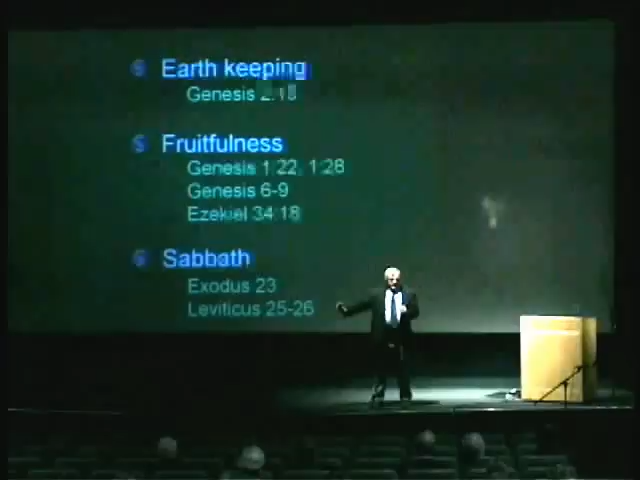 Earth keeping
Genesis 2:15
Fruitfulness
Genesis 1:22, 1:28
Genesis 6-9
Ezekiel 34:18
Sabbath
Exodus 23
Leviticus 25-26